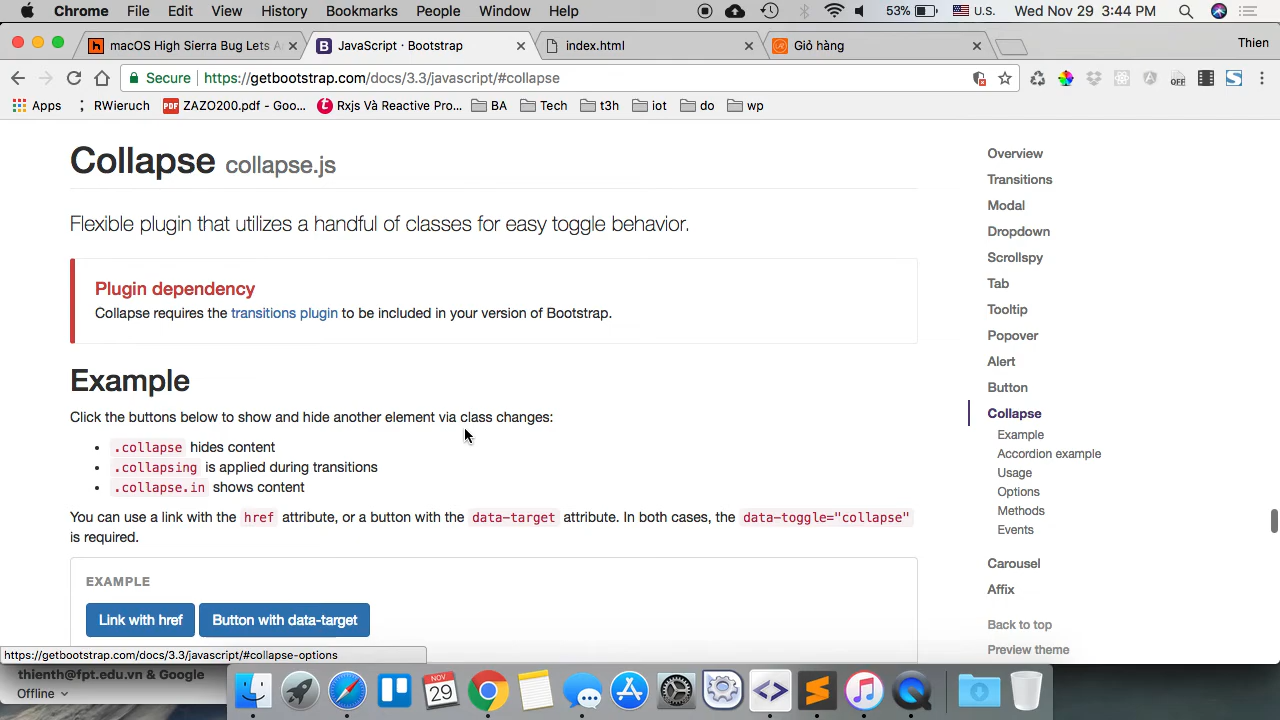 Chrome File Edit View History Bookmarks People Window Help 53% U.S. Wed Nov 29 3:44 PM
macOS High Sierra Bug Lets A JavaScript · Bootstrap index.html Giỏ hàng Thien
Secure https://getbootstrap.com/docs/3.3/javascript/#collapse
Apps RWieruch ZAZO200.pdf - Goo... Rxjs Và Reactive Pro... BA Tech t3h iot do wp
Collapse collapse.js
Flexible plugin that utilizes a handful of classes for easy toggle behavior.
Plugin dependency
Collapse requires the transitions plugin to be included in your version of Bootstrap.
Example
Click the buttons below to show and hide another element via class changes:
• .collapse hides content
• .collapsing is applied during transitions
• .collapse.in shows content
You can use a link with the href attribute, or a button with the data-target attribute. In both cases, the data-toggle="collapse"
is required.
EXAMPLE
Link with href Button with data-target
Overview
Transitions
Modal
Dropdown
Scrollspy
Tab
Tooltip
Popover
Alert
Button
Collapse
Example
Accordion example
Usage
Options
Methods
Events
Carousel
Affix
Back to top
Preview theme
https://getbootstrap.com/docs/3.3/javascript/#collapse-options
thienth@fpt.edu.vn & Google
Offline
NOV
29